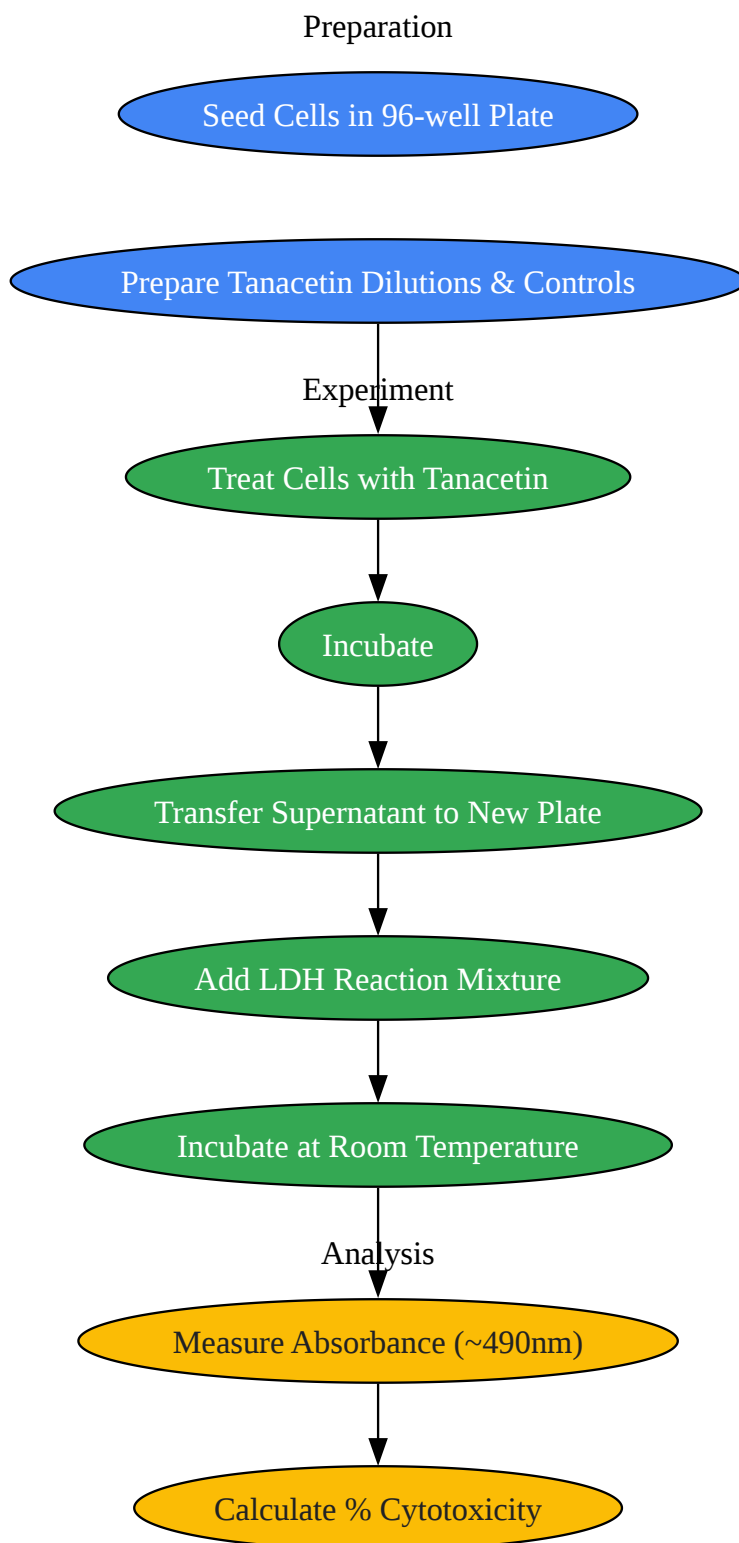 Preparation
Seed Cells in 96-well Plate
Prepare Tanacetin Dilutions & Controls
Experiment
Treat Cells with Tanacetin
Incubate
Transfer Supernatant to New Plate
Add LDH Reaction Mixture
Incubate at Room Temperature
Analysis
Measure Absorbance (~490nm)
Calculate % Cytotoxicity